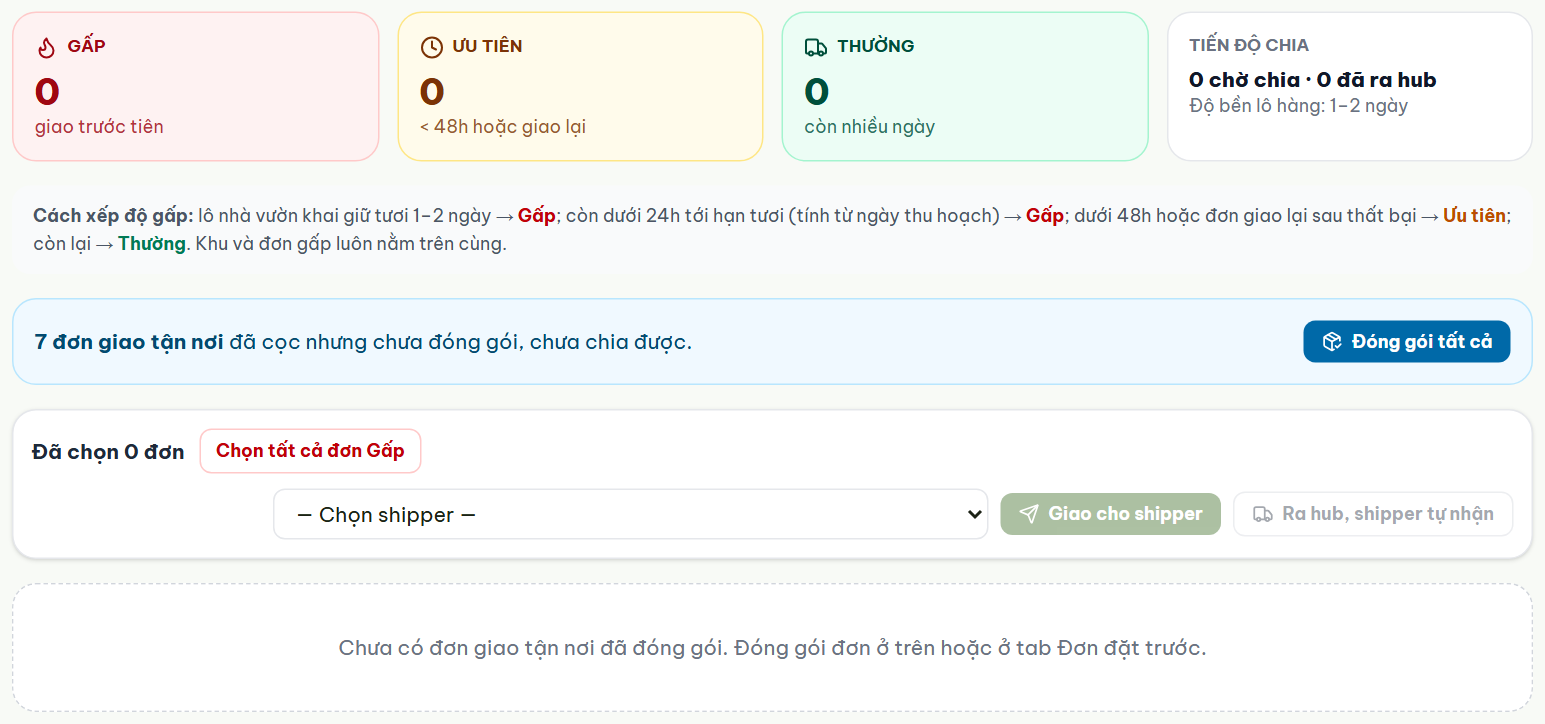 GẤP
0
giao trước tiên
ƯU TIÊN
0
< 48h hoặc giao lại
THƯỜNG
0
còn nhiều ngày
TIẾN ĐỘ CHIA
0 chờ chia · 0 đã ra hub
Độ bền lô hàng: 1–2 ngày
Cách xếp độ gấp: lô nhà vườn khai giữ tươi 1–2 ngày → Gấp; còn dưới 24h tới hạn tươi (tính từ ngày thu hoạch) → Gấp; dưới 48h hoặc đơn giao lại sau thất bại → Ưu tiên;
còn lại → Thường. Khu và đơn gấp luôn nằm trên cùng.
7 đơn giao tận nơi đã cọc nhưng chưa đóng gói, chưa chia được.
Đóng gói tất cả
Đã chọn 0 đơn
Chọn tất cả đơn Gấp
— Chọn shipper —
Giao cho shipper
Ra hub, shipper tự nhận
Chưa có đơn giao tận nơi đã đóng gói. Đóng gói đơn ở trên hoặc ở tab Đơn đặt trước.